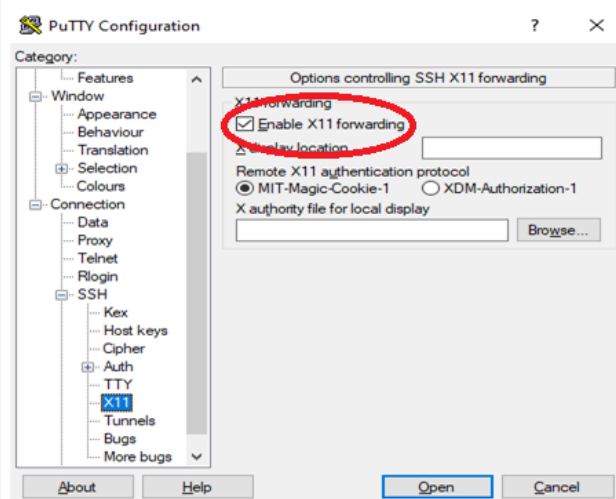 PuTTY Configuration
?
Category:
Features
Window
Appearance
Behaviour
Translation
Selection
Colours
Connection
Data
Proxy
Telnet
Rlogin
SSH
Kex
Host keys
Cipher
Auth
TTY
X11
Tunnels
Bugs
More bugs
Options controlling SSH X11 forwarding
X11 forwarding
Enable X11 forwarding
X display location
Remote X11 authentication protocol
MIT-Magic-Cookie-1 XDM-Authorization-1
X authority file for local display
Browse...
About Help Open Cancel